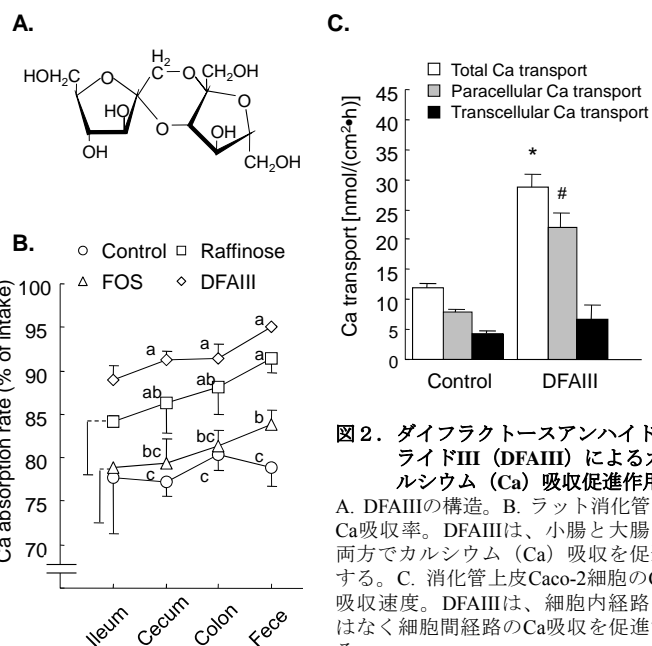 A.
H2
HOH2C
O
O
CH2OH
O
HO
O
OH
OH
CH2OH
B.
Control
Raffinose
FOS
DFAIII
Ca absorption rate (% of intake)
100
95
90
85
80
75
70
a
a
a
a
ab
ab
b
bc
bc
c
c
c
Ileum
Cecum
Colon
Fece
C.
Total Ca transport
Paracellular Ca transport
Transcellular Ca transport
Ca transport [nmol/(cm2•h)]
45
40
35
30
25
20
15
10
5
0
*
#
Control
DFAIII
図２．ダイフラクトースアンハイド
ライドIII（DFAIII）による
ルシウム（Ca）吸収促進作用
A. DFAIIIの構造。B. ラット消化管
Ca吸収率。DFAIIIは、小腸と大腸
両方でカルシウム（Ca）吸収を促
する。C. 消化管上皮Caco-2細胞の
吸収速度。DFAIIIは、細胞内経路
はなく細胞間経路のCa吸収を促進